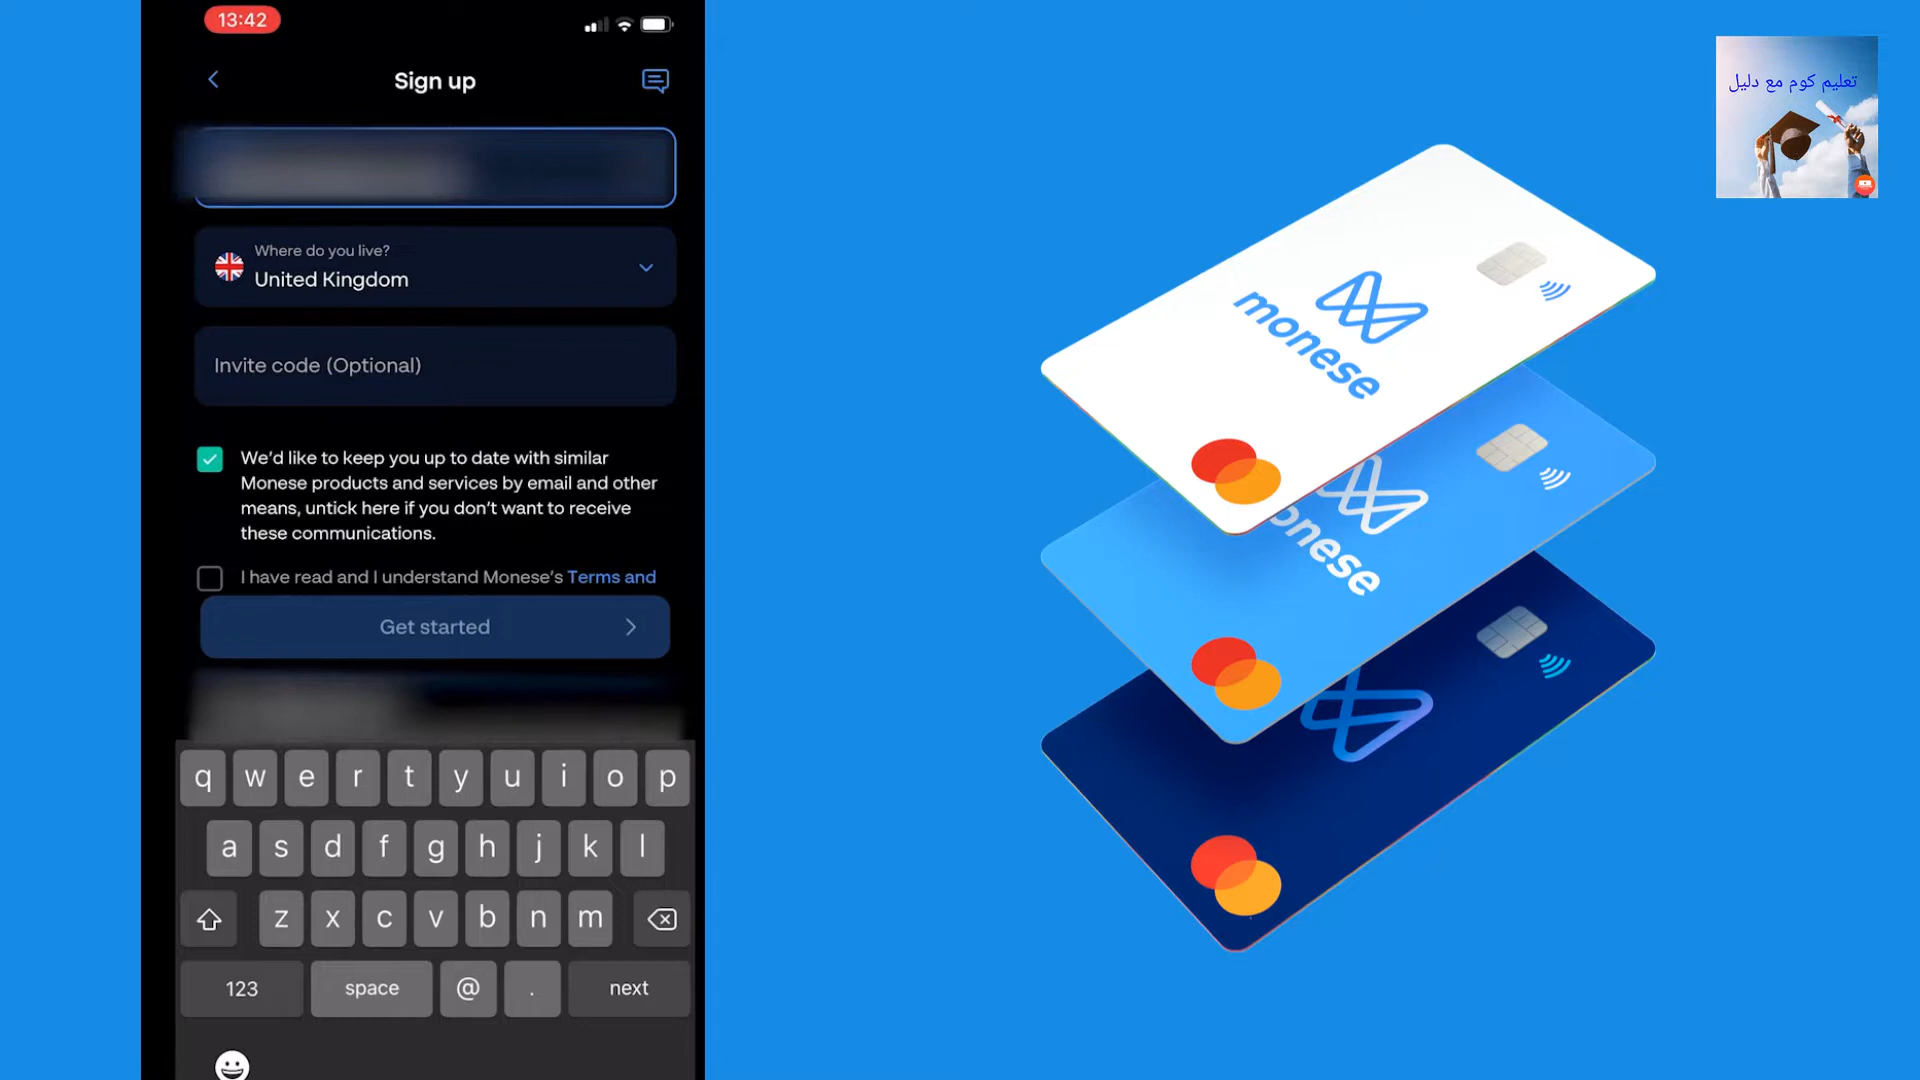 13:42
Sign up
Where do you live?
United Kingdom
Invite code (Optional)
We'd like to keep you up to date with similar
Monese products and services by email and other
means, untick here if you don't want to receive
these communications.
I have read and I understand Monese's Terms and
Get started
q w e r t y u i o p
a s d f g h j k l
z x c v b n m
123 space @ . next
تعليم كوم مع دليل
monese
onese